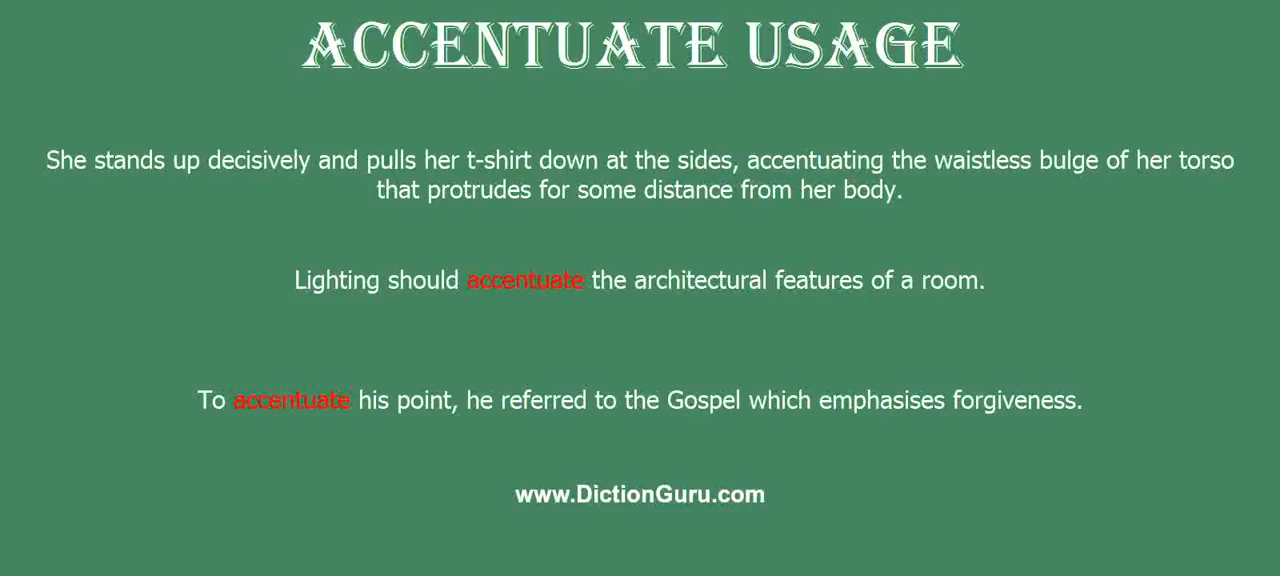 ACCENTUATE USAGE
She stands up decisively and pulls her t-shirt down at the sides, accentuating the waistless bulge of her torso
that protrudes for some distance from her body.
Lighting should accentuate the architectural features of a room.
To accentuate his point, he referred to the Gospel which emphasises forgiveness.
www.DictionGuru.com